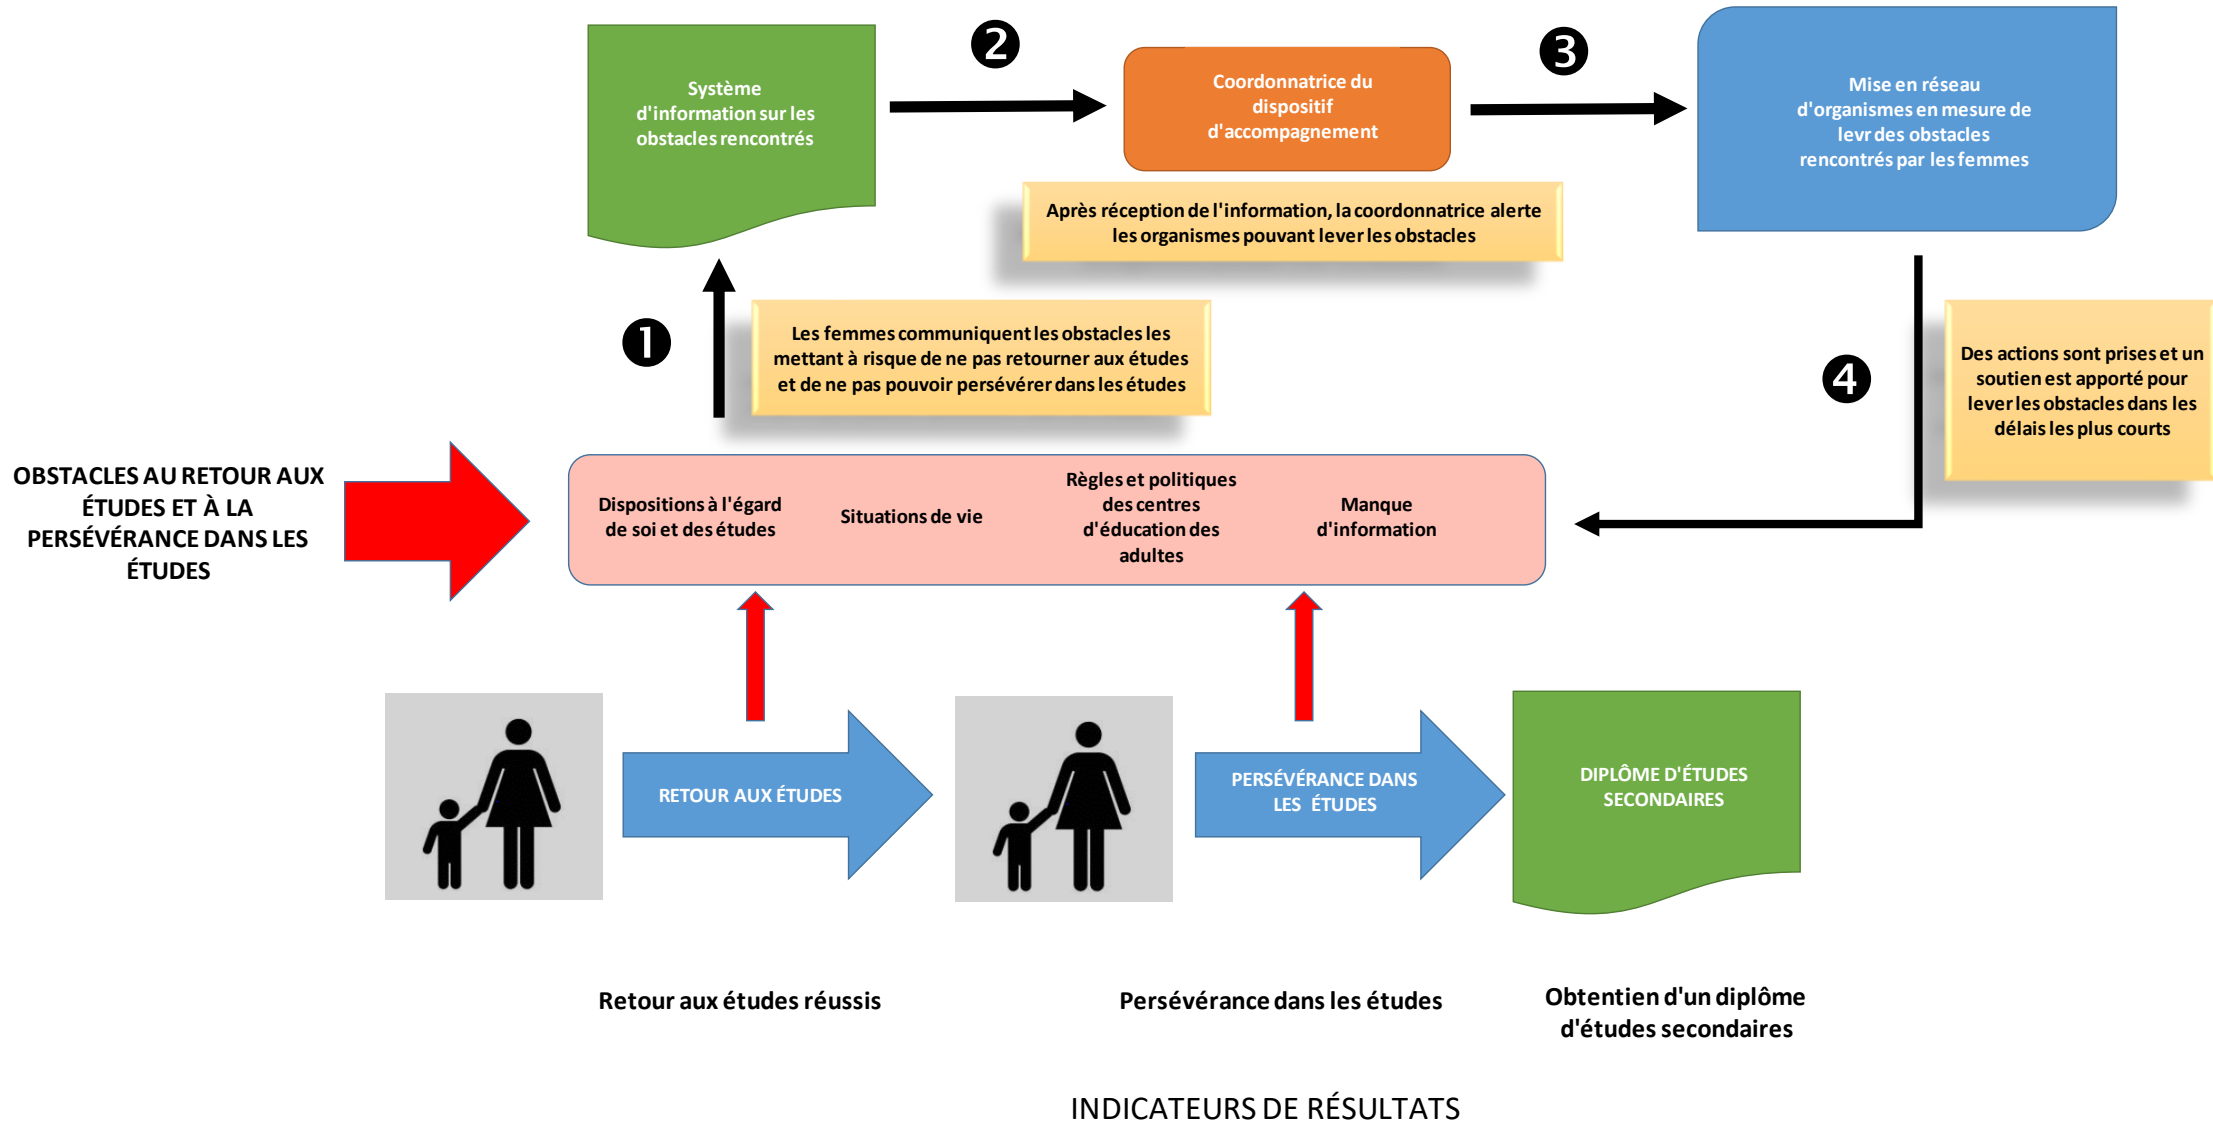 ❷
❸
Système
d'information sur les
obstacles rencontrés
Coordonnatrice du
dispositif
d'accompagnement
Mise en réseau
d'organismes en mesure de
levr des obstacles
rencontrés par les femmes
Après réception de l'information, la coordonnatrice alerte
les organismes pouvant lever les obstacles
❶
Les femmes communiquent les obstacles les
mettant à risque de ne pas retourner aux études
et de ne pas pouvoir persévérer dans les études
❹
Des actions sont prises et un
soutien est apporté pour
lever les obstacles dans les
délais les plus courts
OBSTACLES AU RETOUR AUX
ÉTUDES ET À LA
PERSÉVÉRANCE DANS LES
ÉTUDES
Dispositions à l'égard
de soi et des études
Situations de vie
Règles et politiques
des centres
d'éducation des
adultes
Manque
d'information
RETOUR AUX ÉTUDES
PERSÉVÉRANCE DANS
LES ÉTUDES
DIPLÔME D'ÉTUDES
SECONDAIRES
Retour aux études réussis
Persévérance dans les études
Obtentien d'un diplôme
d'études secondaires
INDICATEURS DE RÉSULTATS